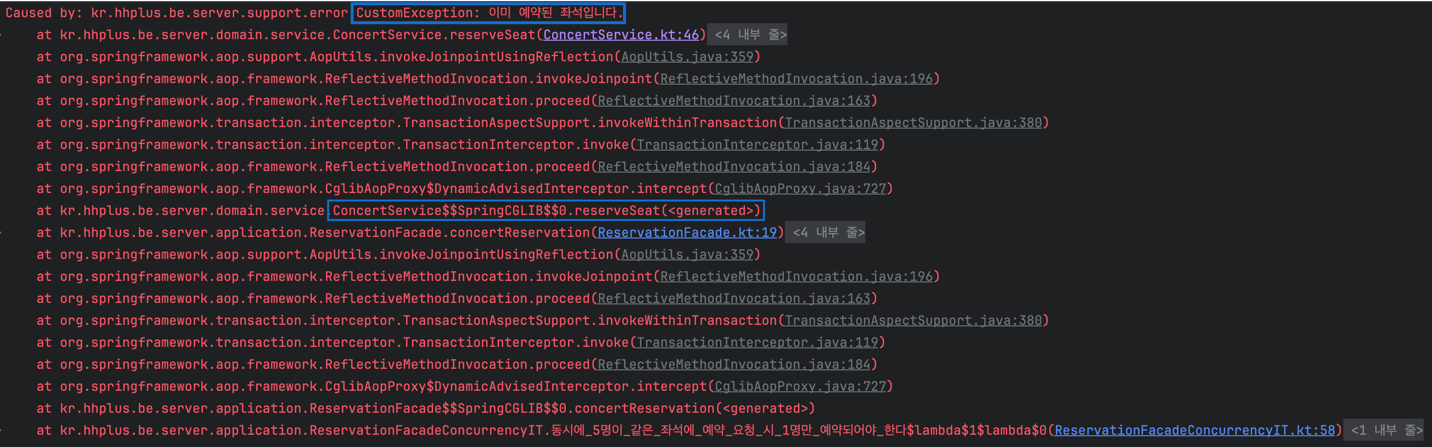 Caused by: kr.hhplus.be.server.support.error.CustomException: 이미 예약된 좌석입니다.
at kr.hhplus.be.server.domain.service.ConcertService.reserveSeat(ConcertService.kt:46) <4 내부 줄>
at org.springframework.aop.support.AopUtils.invokeJoinpointUsingReflection(AopUtils.java:359)
at org.springframework.aop.framework.ReflectiveMethodInvocation.invokeJoinpoint(ReflectiveMethodInvocation.java:196)
at org.springframework.aop.framework.ReflectiveMethodInvocation.proceed(ReflectiveMethodInvocation.java:163)
at org.springframework.transaction.interceptor.TransactionAspectSupport.invokeWithinTransaction(TransactionAspectSupport.java:380)
at org.springframework.transaction.interceptor.TransactionInterceptor.invoke(TransactionInterceptor.java:119)
at org.springframework.aop.framework.ReflectiveMethodInvocation.proceed(ReflectiveMethodInvocation.java:184)
at org.springframework.aop.framework.CglibAopProxy$DynamicAdvisedInterceptor.intercept(CglibAopProxy.java:727)
at kr.hhplus.be.server.domain.service.ConcertService$$SpringCGLIB$$0.reserveSeat(<generated>)
at kr.hhplus.be.server.application.ReservationFacade.concertReservation(ReservationFacade.kt:19) <4 내부 줄>
at org.springframework.aop.support.AopUtils.invokeJoinpointUsingReflection(AopUtils.java:359)
at org.springframework.aop.framework.ReflectiveMethodInvocation.invokeJoinpoint(ReflectiveMethodInvocation.java:196)
at org.springframework.aop.framework.ReflectiveMethodInvocation.proceed(ReflectiveMethodInvocation.java:163)
at org.springframework.transaction.interceptor.TransactionAspectSupport.invokeWithinTransaction(TransactionAspectSupport.java:380)
at org.springframework.transaction.interceptor.TransactionInterceptor.invoke(TransactionInterceptor.java:119)
at org.springframework.aop.framework.ReflectiveMethodInvocation.proceed(ReflectiveMethodInvocation.java:184)
at org.springframework.aop.framework.CglibAopProxy$DynamicAdvisedInterceptor.intercept(CglibAopProxy.java:727)
at kr.hhplus.be.server.application.ReservationFacade$$SpringCGLIB$$0.concertReservation(<generated>)
at kr.hhplus.be.server.application.ReservationFacadeConcurrencyIT.동시에_5명이_같은_좌석에_예약_요청_시_1명만_예약되어야_한다$lambda$1$lambda$0(ReservationFacadeConcurrencyIT.kt:58) <1 내부 줄>